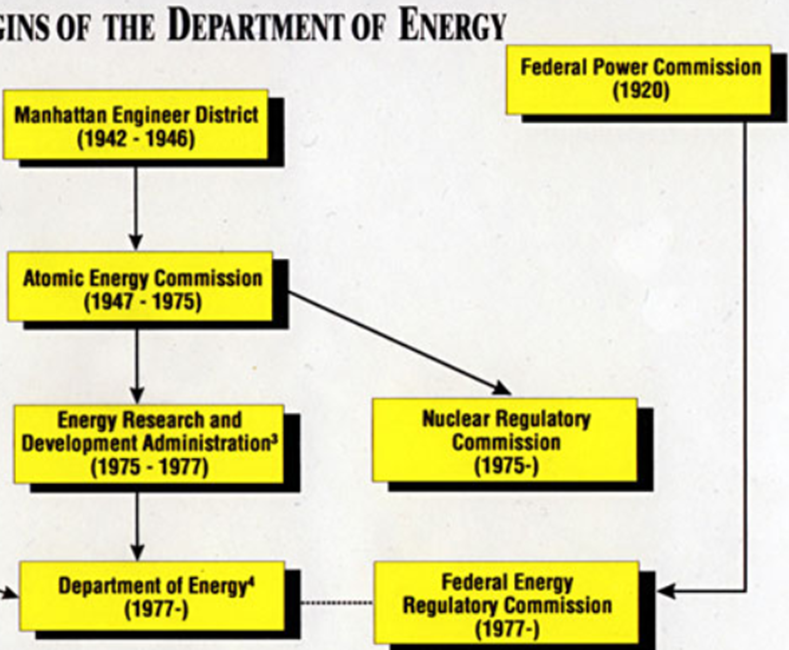 GINS OF THE DEPARTMENT OF ENERGY
Federal Power Commission
(1920)
Manhattan Engineer District
(1942 - 1946)
Atomic Energy Commission
(1947 - 1975)
Energy Research and
Development Administration³
(1975 - 1977)
Nuclear Regulatory
Commission
(1975-)
Department of Energy⁴
(1977-)
Federal Energy
Regulatory Commission
(1977-)